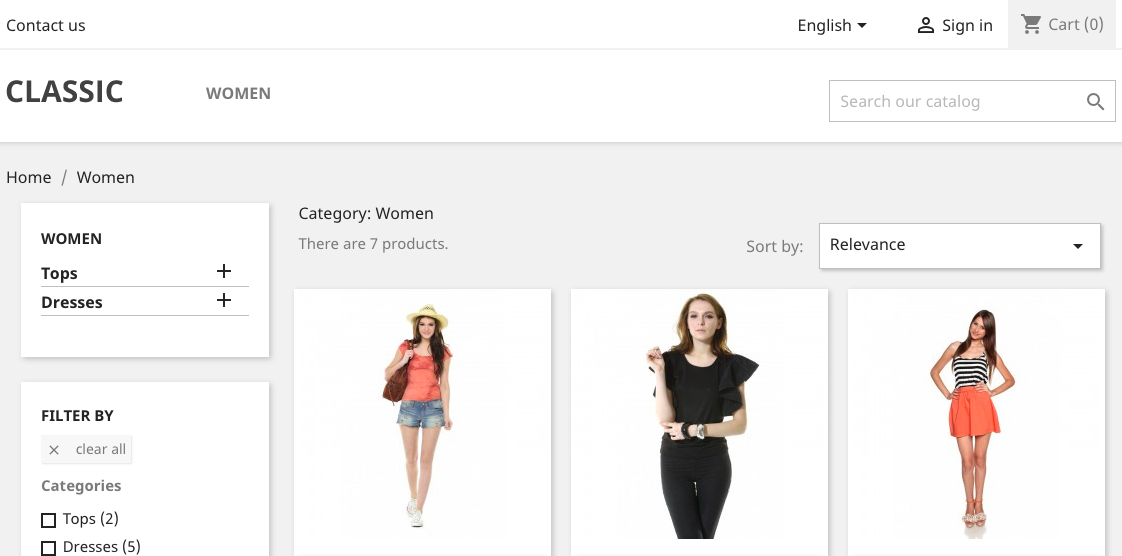 Contact us
English
Sign in
Cart (0)
CLASSIC
WOMEN
Search our catalog
Home / Women
WOMEN
Tops
Dresses
Category: Women
There are 7 products.
Sort by:
Relevance
FILTER BY
clear all
Categories
Tops (2)
Dresses (5)